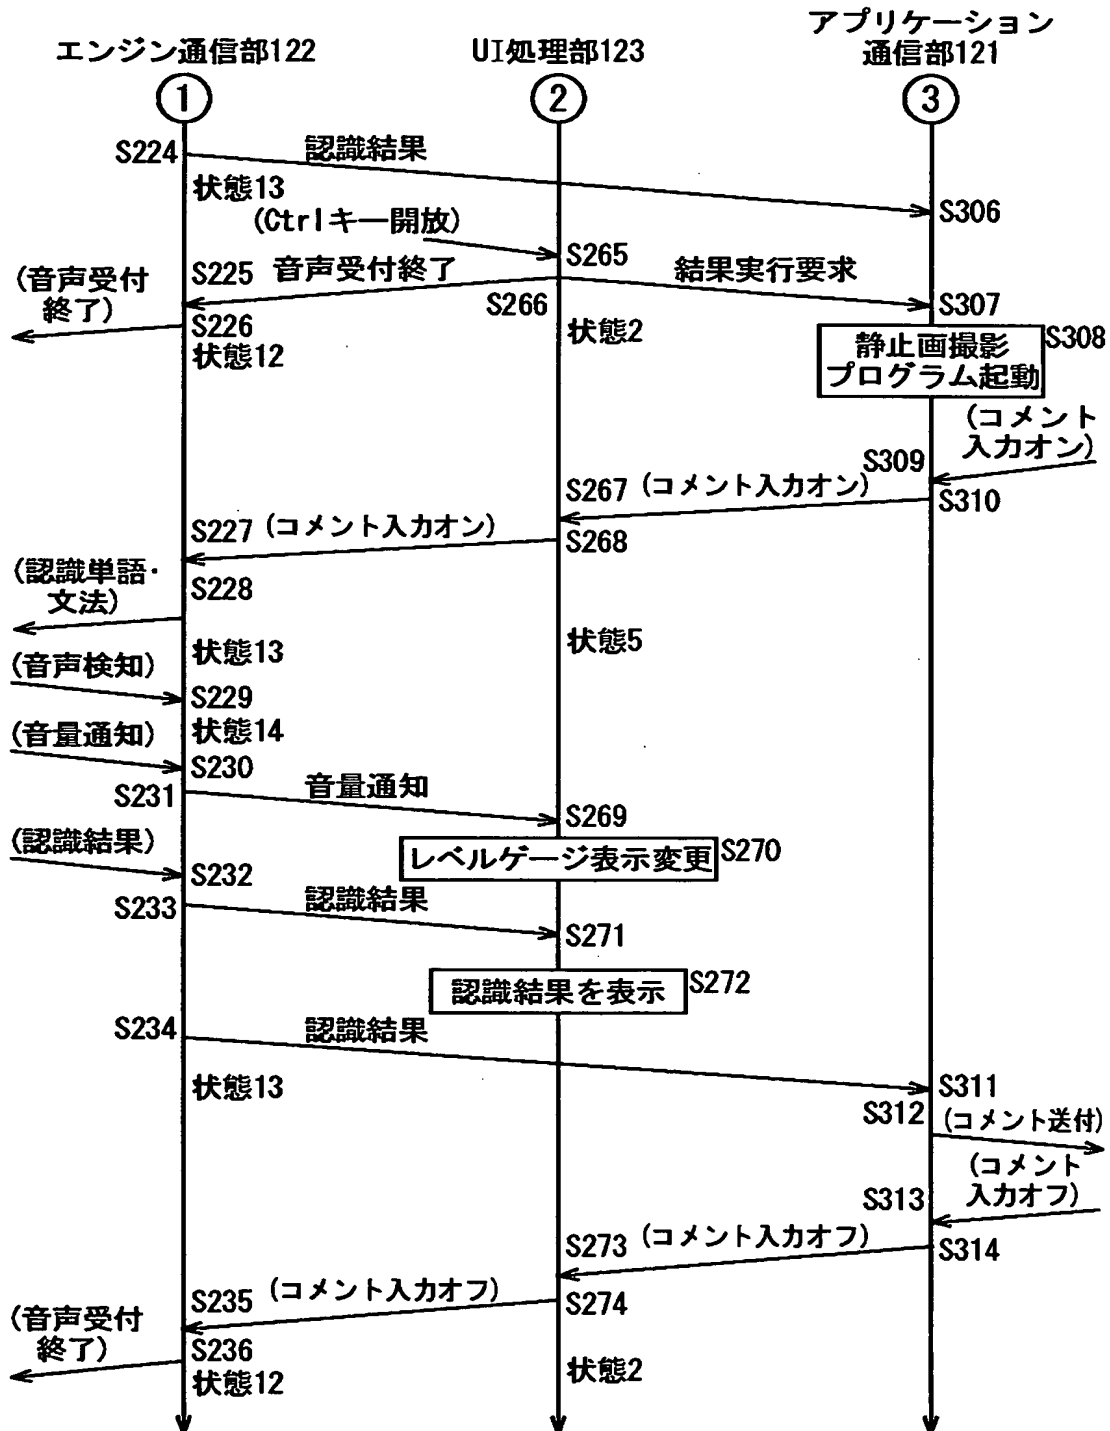 アプリケーション
エンジン通信部122
UI処理部123
通信部121
1
2
3
S224
認識結果
状態13
S306
(Ctrlキー開放)
S265
(音声受付
終了)
S225
音声受付終了
結果実行要求
S266
S307
S226
状態2
S308
状態12
静止画撮影
プログラム起動
(コメント
入力オン)
S309
S267
(コメント入力オン)
S310
S227
(コメント入力オン)
S268
(認識単語・
文法)
S228
状態13
状態5
(音声検知)
S229
(音量通知)
状態14
S230
S231
音量通知
S269
(認識結果)
レベルゲージ表示変更
S270
S232
S233
認識結果
S271
認識結果を表示
S272
S234
認識結果
状態13
S311
S312
(コメント送付)
(コメント
入力オフ)
S313
S273
(コメント入力オフ)
S314
S235
(コメント入力オフ)
S274
(音声受付
終了)
S236
状態12
状態2